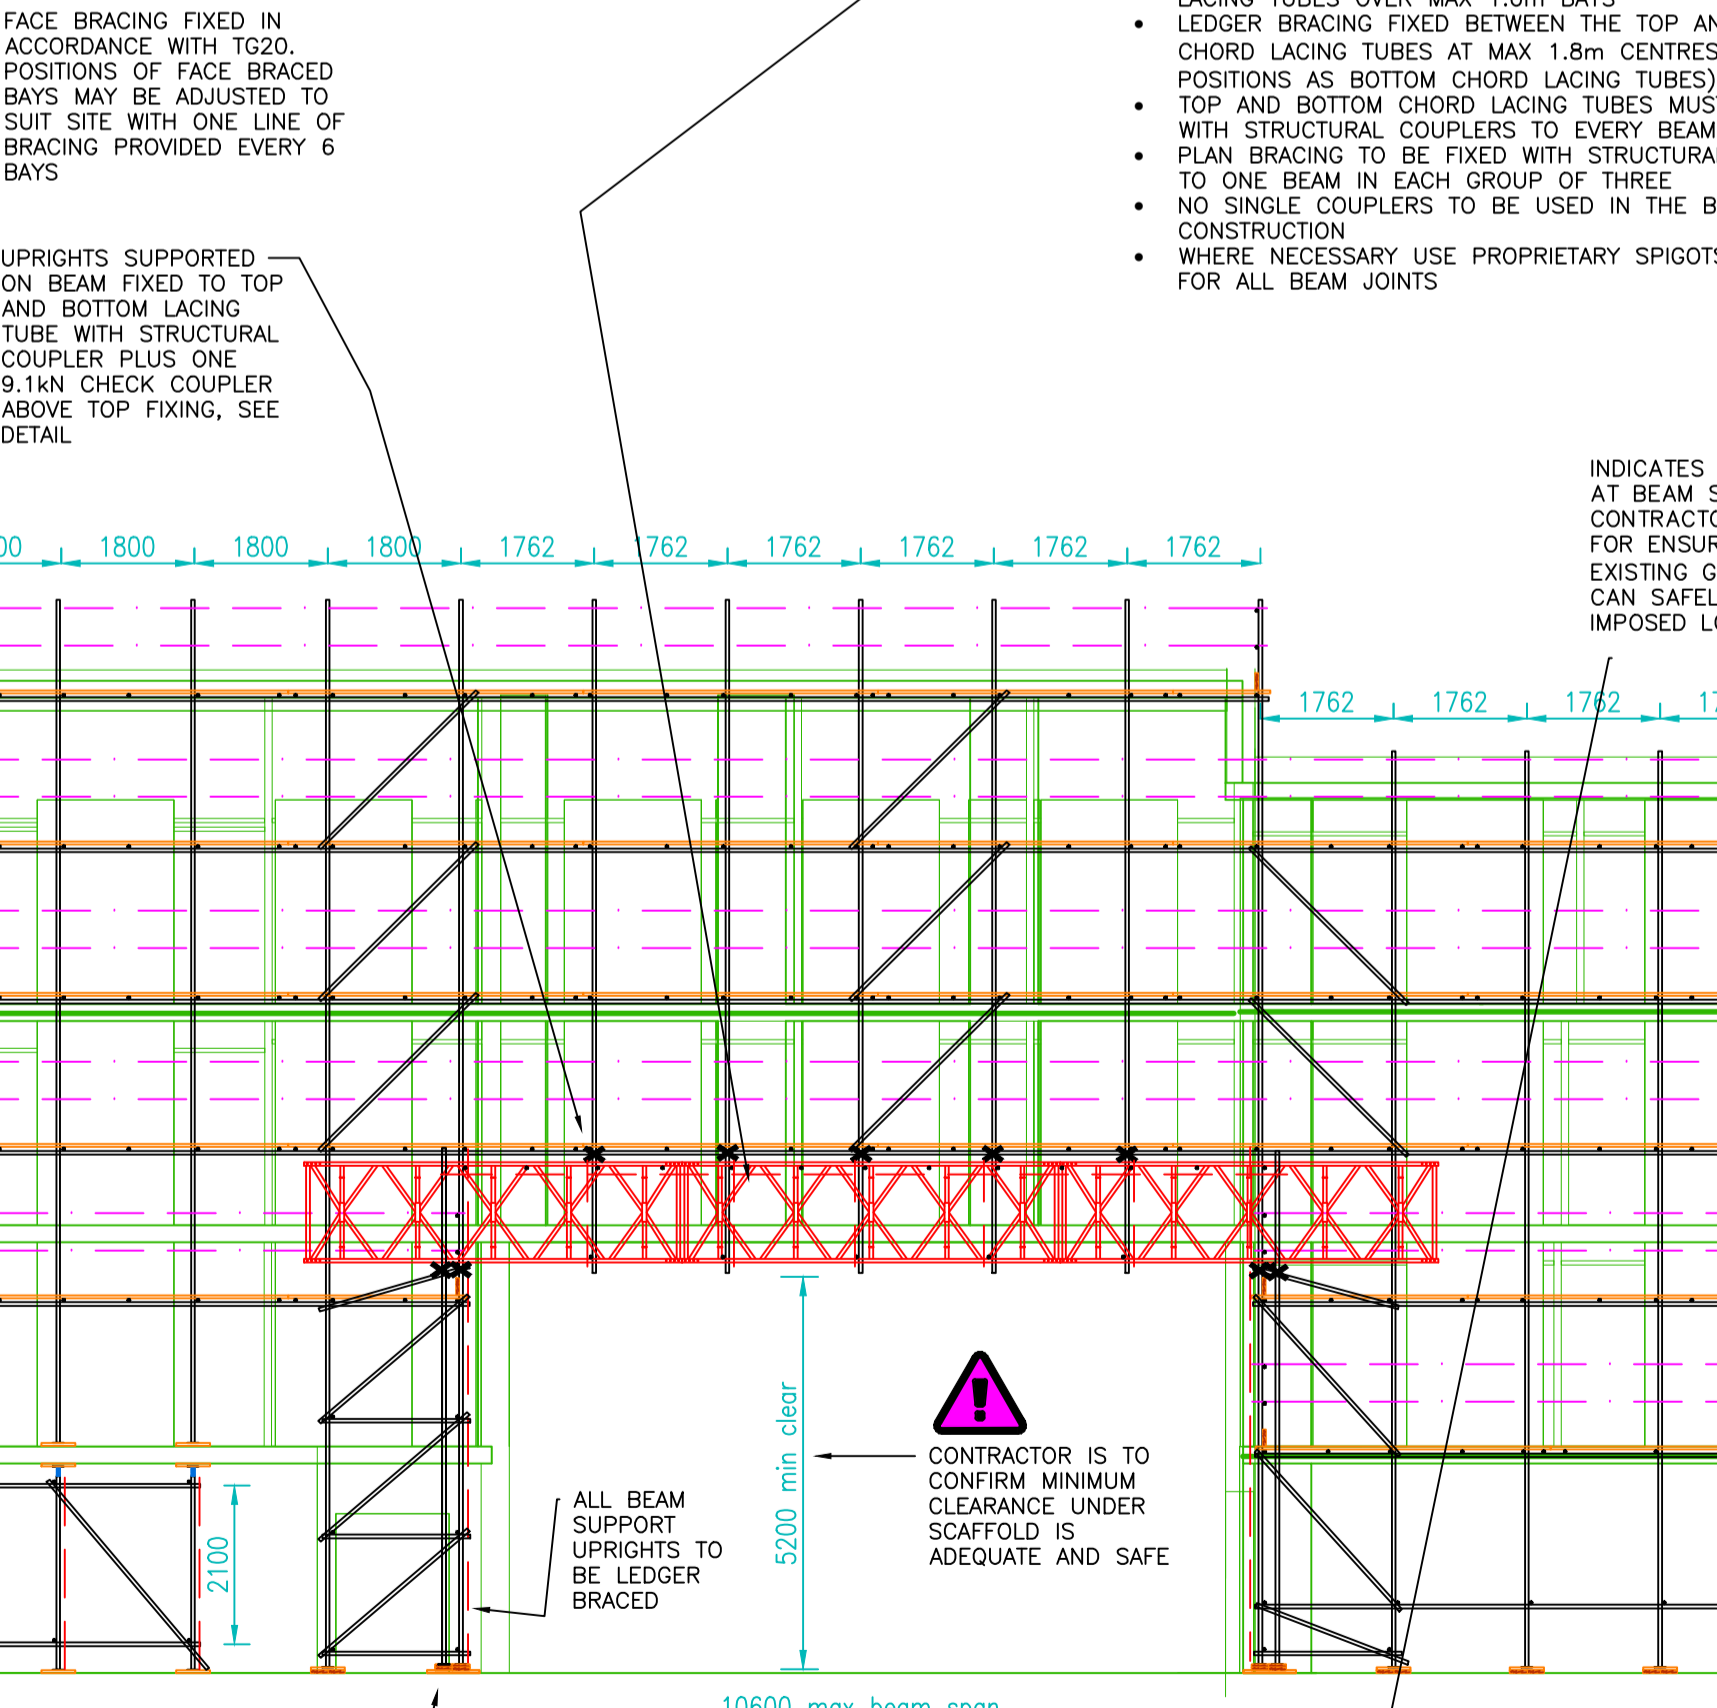 FACE BRACING FIXED IN
ACCORDANCE WITH TG20.
POSITIONS OF FACE BRACED
BAYS MAY BE ADJUSTED TO
SUIT SITE WITH ONE LINE OF
BRACING PROVIDED EVERY 6
BAYS
UPRIGHTS SUPPORTED
ON BEAM FIXED TO TOP
AND BOTTOM LACING
TUBE WITH STRUCTURAL
COUPLER PLUS ONE
9.1kN CHECK COUPLER
ABOVE TOP FIXING, SEE
DETAIL
LACING TUBES OVER MAX BAYS
• LEDGER BRACING FIXED BETWEEN THE TOP
CHORD LACING TUBES AT MAX 1.8m CENTRES
POSITIONS AS BOTTOM CHORD LACING TUBES)
• TOP AND BOTTOM CHORD LACING TUBES
WITH STRUCTURAL COUPLERS TO EVERY BEAM
• PLAN BRACING TO BE FIXED WITH
TO ONE BEAM IN EACH GROUP OF THREE
• NO SINGLE COUPLERS TO BE USED IN THE
CONSTRUCTION
• WHERE NECESSARY USE PROPRIETARY SPIGOTS
FOR ALL BEAM JOINTS
INDICATES
AT BEAM
FOR
EXISTING
CAN
IMPOSED
00 1800 1800 1800 1762 1762 1762 1762 1762 1762
1762 1762 1762
5200 min clear
CONTRACTOR IS TO
CONFIRM MINIMUM
CLEARANCE UNDER
SCAFFOLD IS
ADEQUATE AND SAFE
ALL BEAM
SUPPORT
UPRIGHTS TO
BE LEDGER
BRACED
2100
10600 max beam span